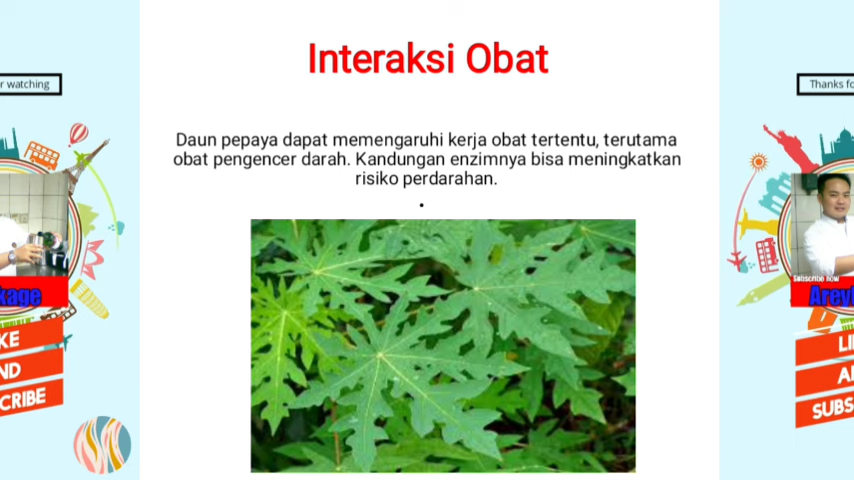 Interaksi Obat
Daun pepaya dapat memengaruhi kerja obat tertentu, terutama
obat pengencer darah. Kandungan enzimnya bisa meningkatkan
risiko perdarahan.
r watching
kage
KE
ND
CRIBE
Thanks fo
Subscribe now
Areyk
LI
A
SUBS